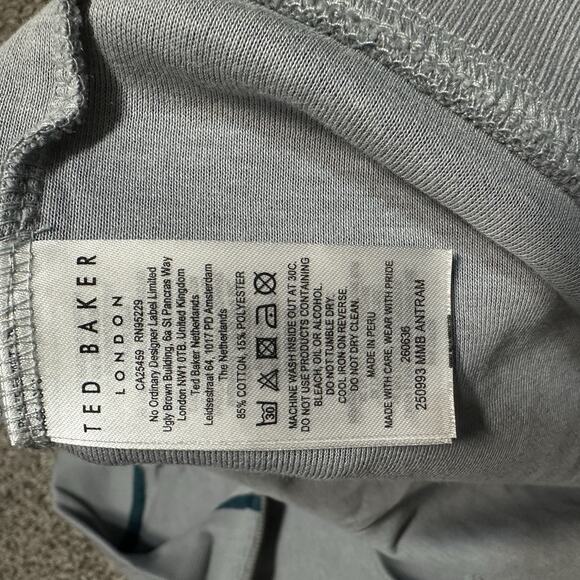 TED BAKER
LONDON
CA25459 RN95229
No Ordinary Designer Label Limited
Ugly Brown Building, 6a St Pancras Way
London NW1 0TB. United Kingdom
Ted Baker Netherlands
Leidsestraat 64, 1017 PD Amsterdam
The Netherlands
85% COTTON, 15% POLYESTER
30
MACHINE WASH INSIDE OUT AT 30C.
DO NOT USE PRODUCTS CONTAINING
BLEACH, OIL OR ALCOHOL.
DO NOT TUMBLE DRY.
COOL IRON ON REVERSE.
DO NOT DRY CLEAN.
MADE IN PERU
MADE WITH CARE, WEAR WITH PRIDE
260636
250993 MMB ANTRAM